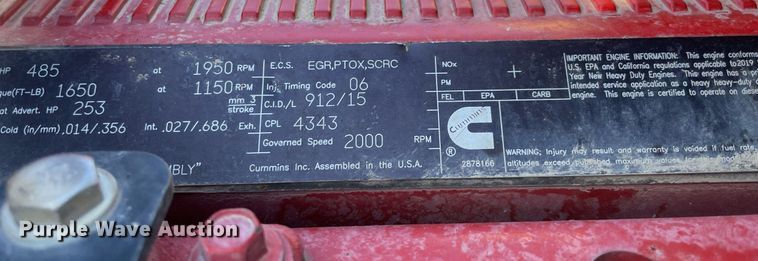 HP 485 at 1950 RPM
que(FT-LB) 1650 at 1150 RPM
at Advert. HP 253 mm 3 stroke
Cold (in/mm) .014/.356 Int. .027/.686 Exh.
MBLY"
E.C.S. EGR,PTOX,SCRC
Inj. Timing Code 06
C.I.D./L 912/15
CPL 4343
Governed Speed 2000 RPM
Cummins Inc. Assembled in the U.S.A.
NOx
PM +
FEL EPA CARB
Cummins
®
2878166
IMPORTANT ENGINE INFORMATION: This engine conforms
U.S. EPA and California regulations applicable to2019
Year New Heavy Duty Engines. This engine has a
intended service application as a heavy-duty
engine. This engine is certified to operate on diese
WARNING; Injury may result and warranty is voided if fuel rate,
altitudes exceed published maximum values for this model
Purple Wave Auction